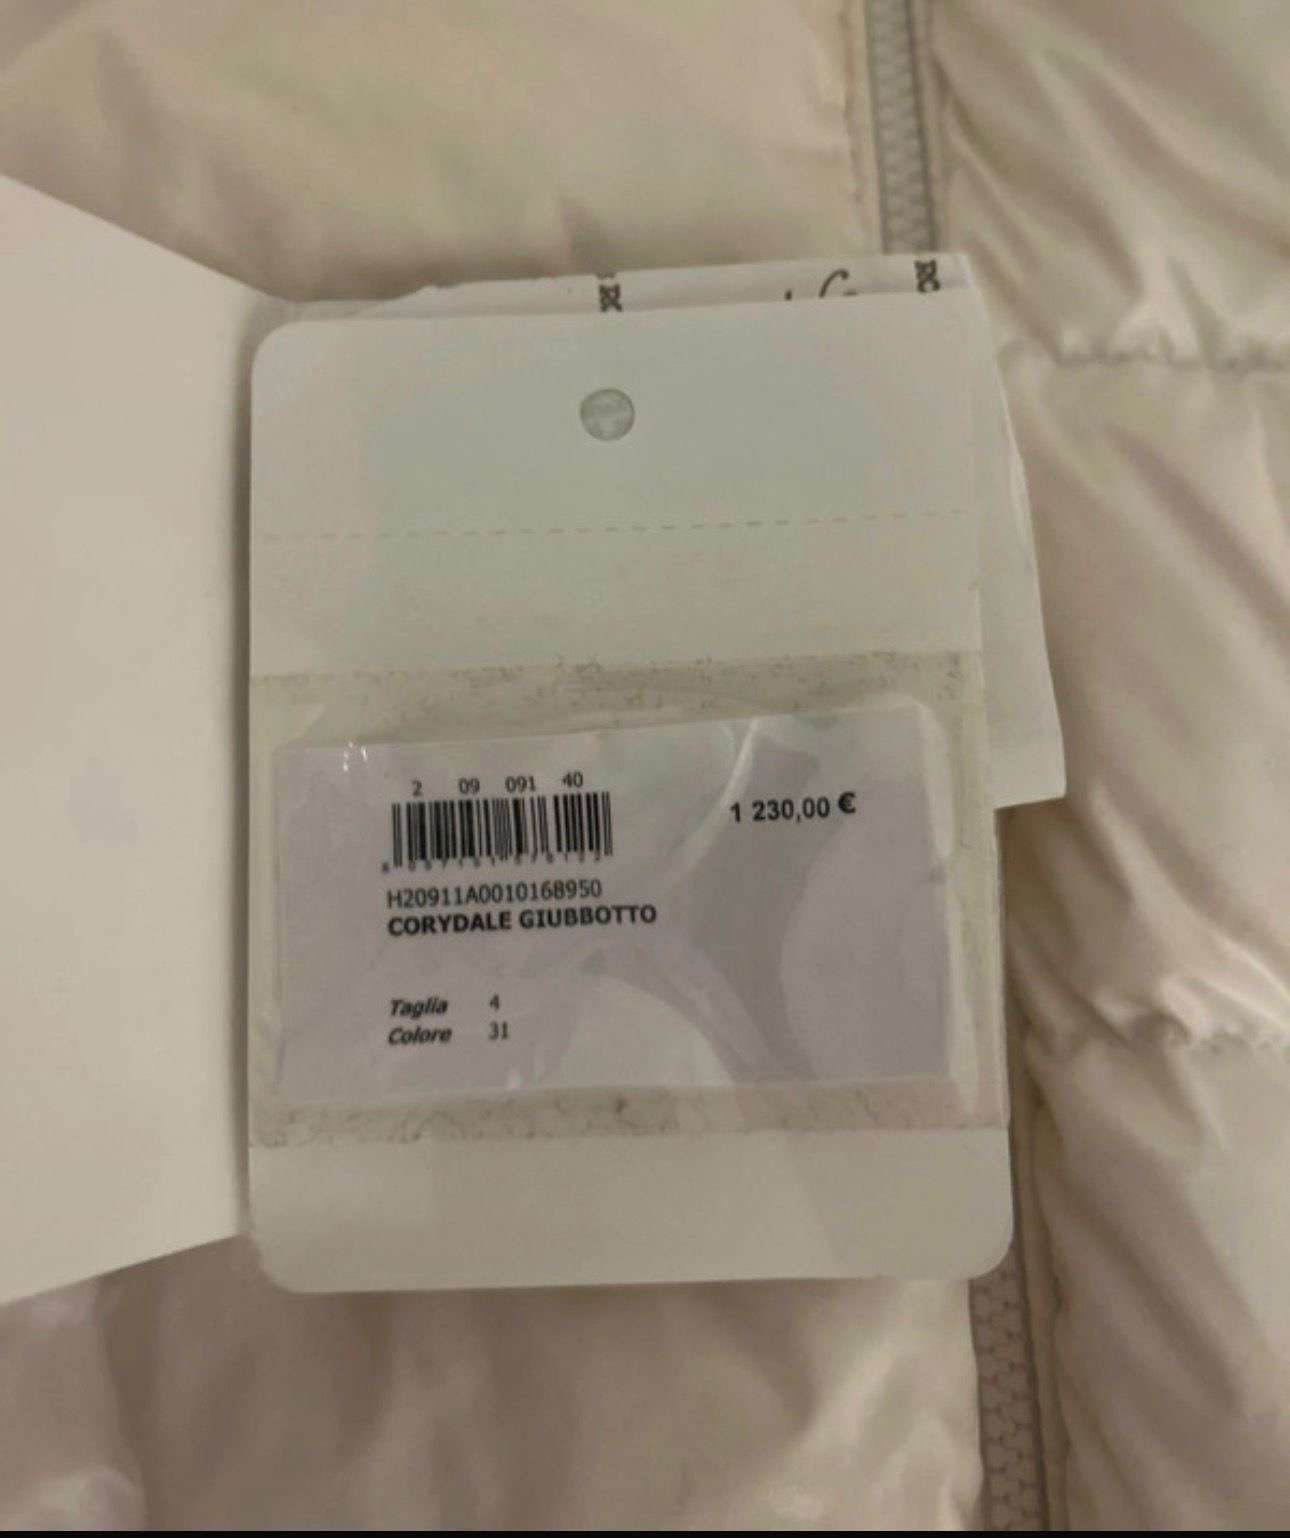 2 09 091 40
1 230,00 €
H20911A0010168950
CORYDALE GIUBBOTTO
Taglia 4
Colore 31